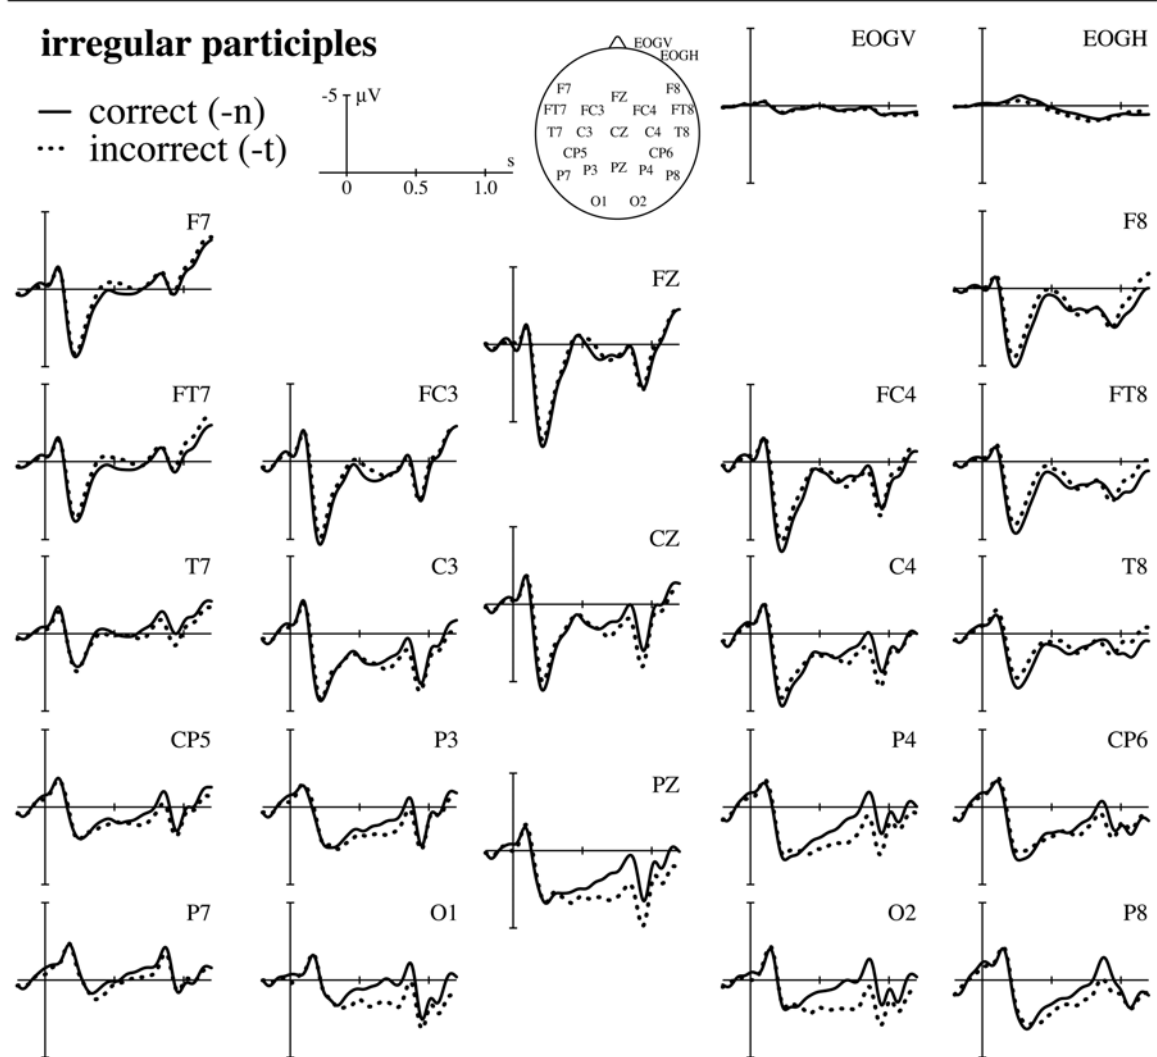 irregular participles
correct (-n)
incorrect (-t)
-5 µV
s
0 0.5 1.0
EOGV
EOGH
F7 F8
FZ
FT7 FC3 FC4 FT8
T7 C3 CZ C4 T8
CP5 CP6
P7 P3 PZ P4 P8
O1 O2
EOGV EOGH
F7 FZ F8
FT7 FC3 FC4 FT8
T7 C3 CZ C4 T8
CP5 P3 PZ P4 CP6
P7 O1 O2 P8